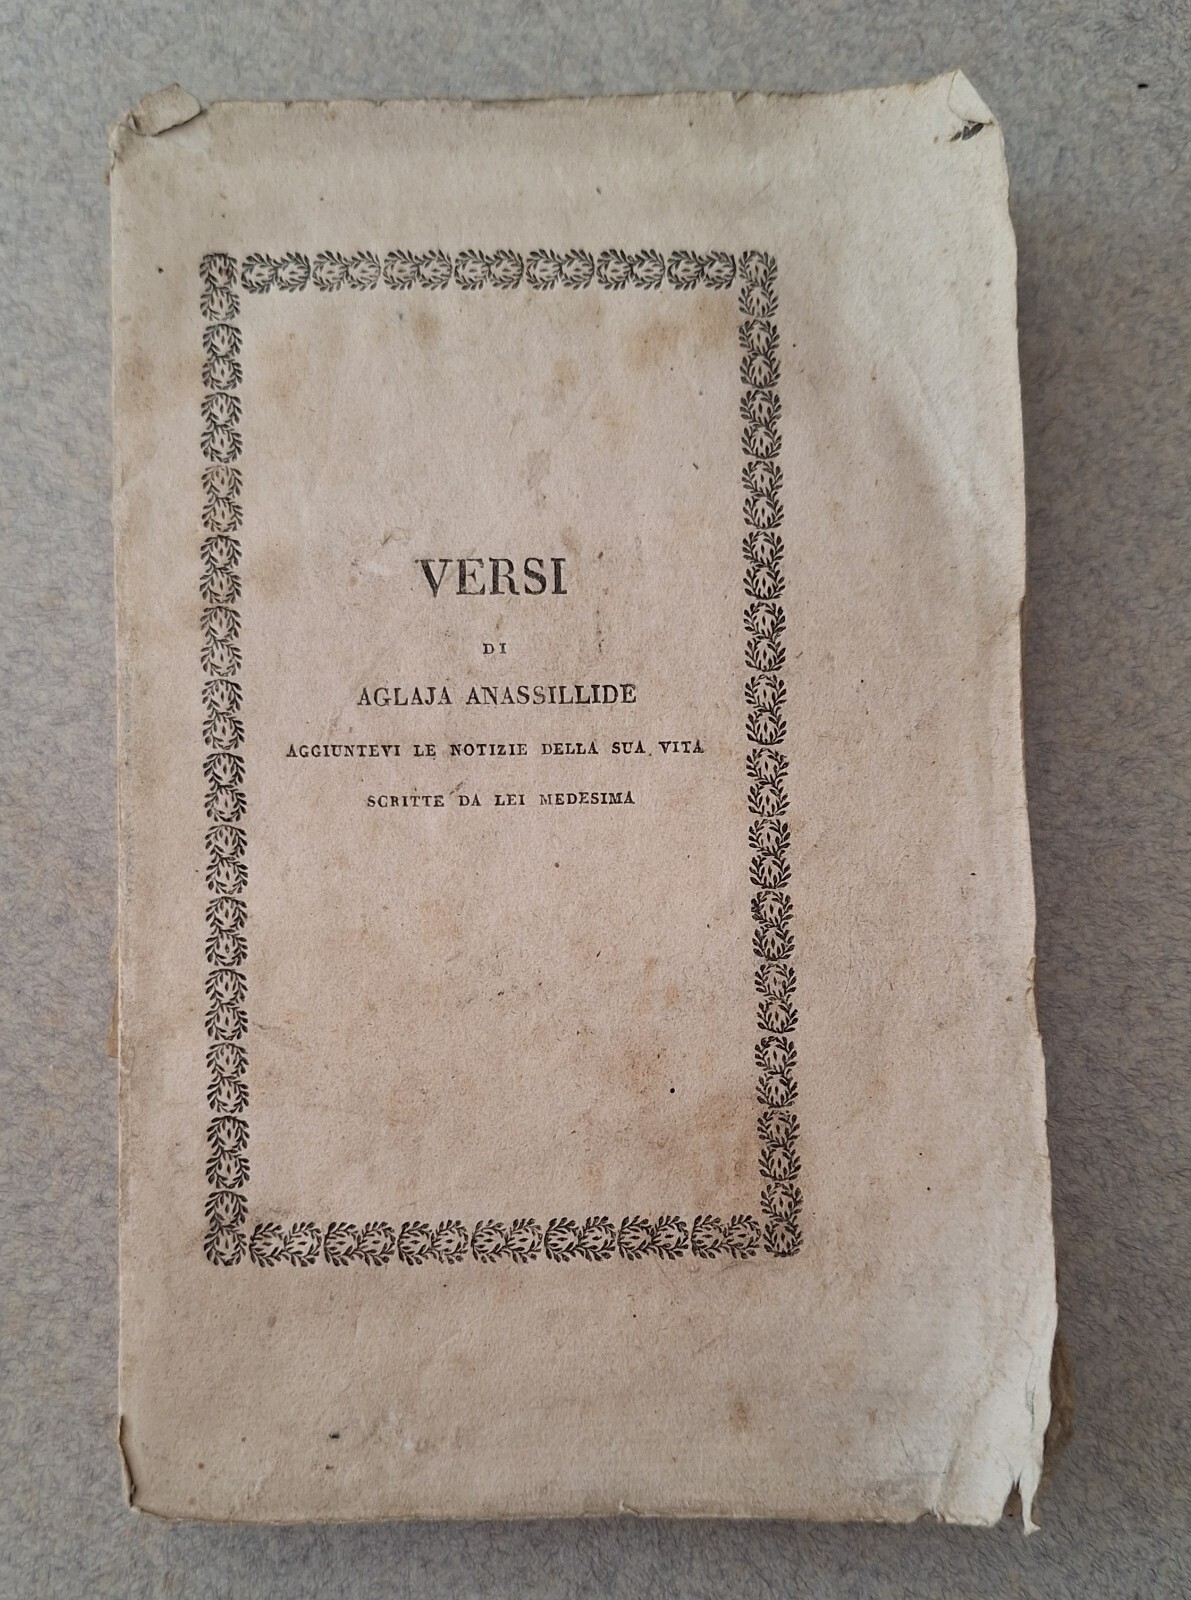 VERSI
DI
AGLAJA ANASSILLIDE
AGGIUNTEVI LE NOTIZIE DELLA SUA VITA
SCRITTE DA LEI MEDESIMA